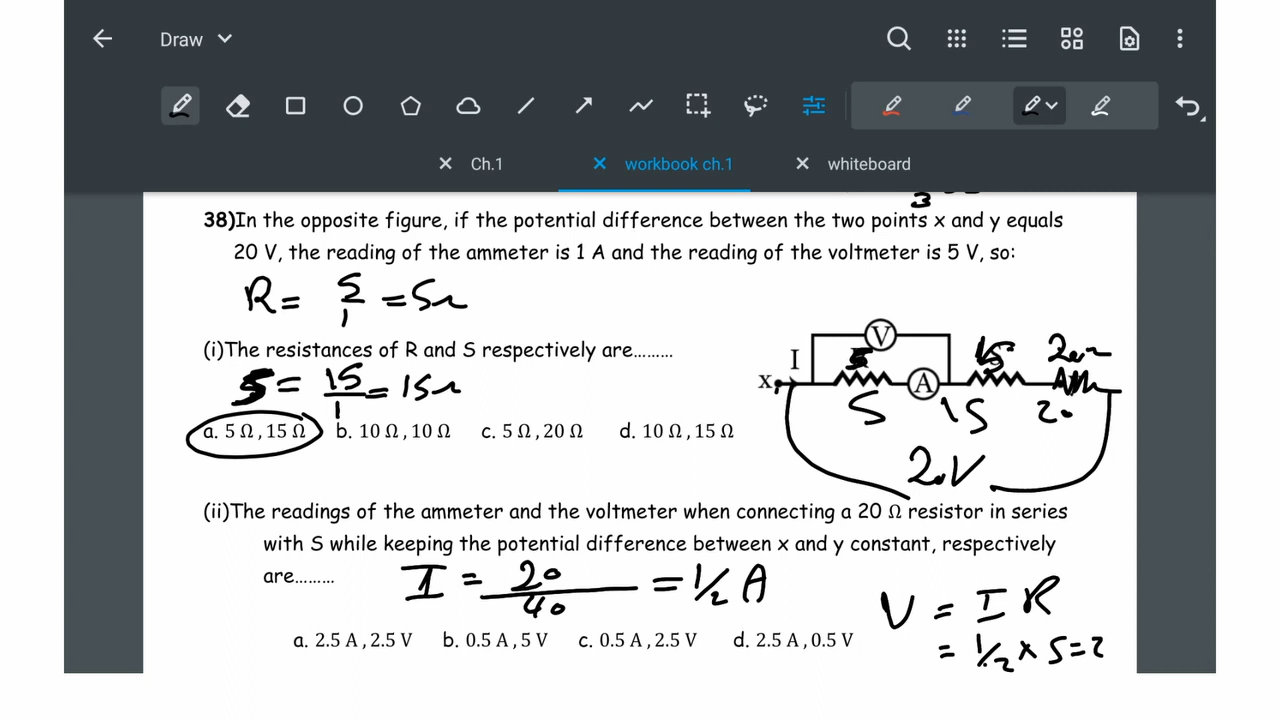 Draw
Ch.1
workbook ch.1
whiteboard
3
38)In the opposite figure, if the potential difference between the two points x and y equals
20 V, the reading of the ammeter is 1 A and the reading of the voltmeter is 5 V, so:
R = 5/1 = 5Ω
(i)The resistances of R and S respectively are.........
S = 15/1 = 15Ω
a. 5 Ω , 15 Ω b. 10 Ω , 10 Ω c. 5 Ω , 20 Ω d. 10 Ω , 15 Ω
V
I 5 15 20Ω
x A
5 15 20
20V
(ii)The readings of the ammeter and the voltmeter when connecting a 20 Ω resistor in series
with S while keeping the potential difference between x and y constant, respectively
are.........
I = 20/40 = 1/2 A
V = I R
= 1/2 × 5 = 2
a. 2.5 A , 2.5 V b. 0.5 A , 5 V c. 0.5 A , 2.5 V d. 2.5 A , 0.5 V